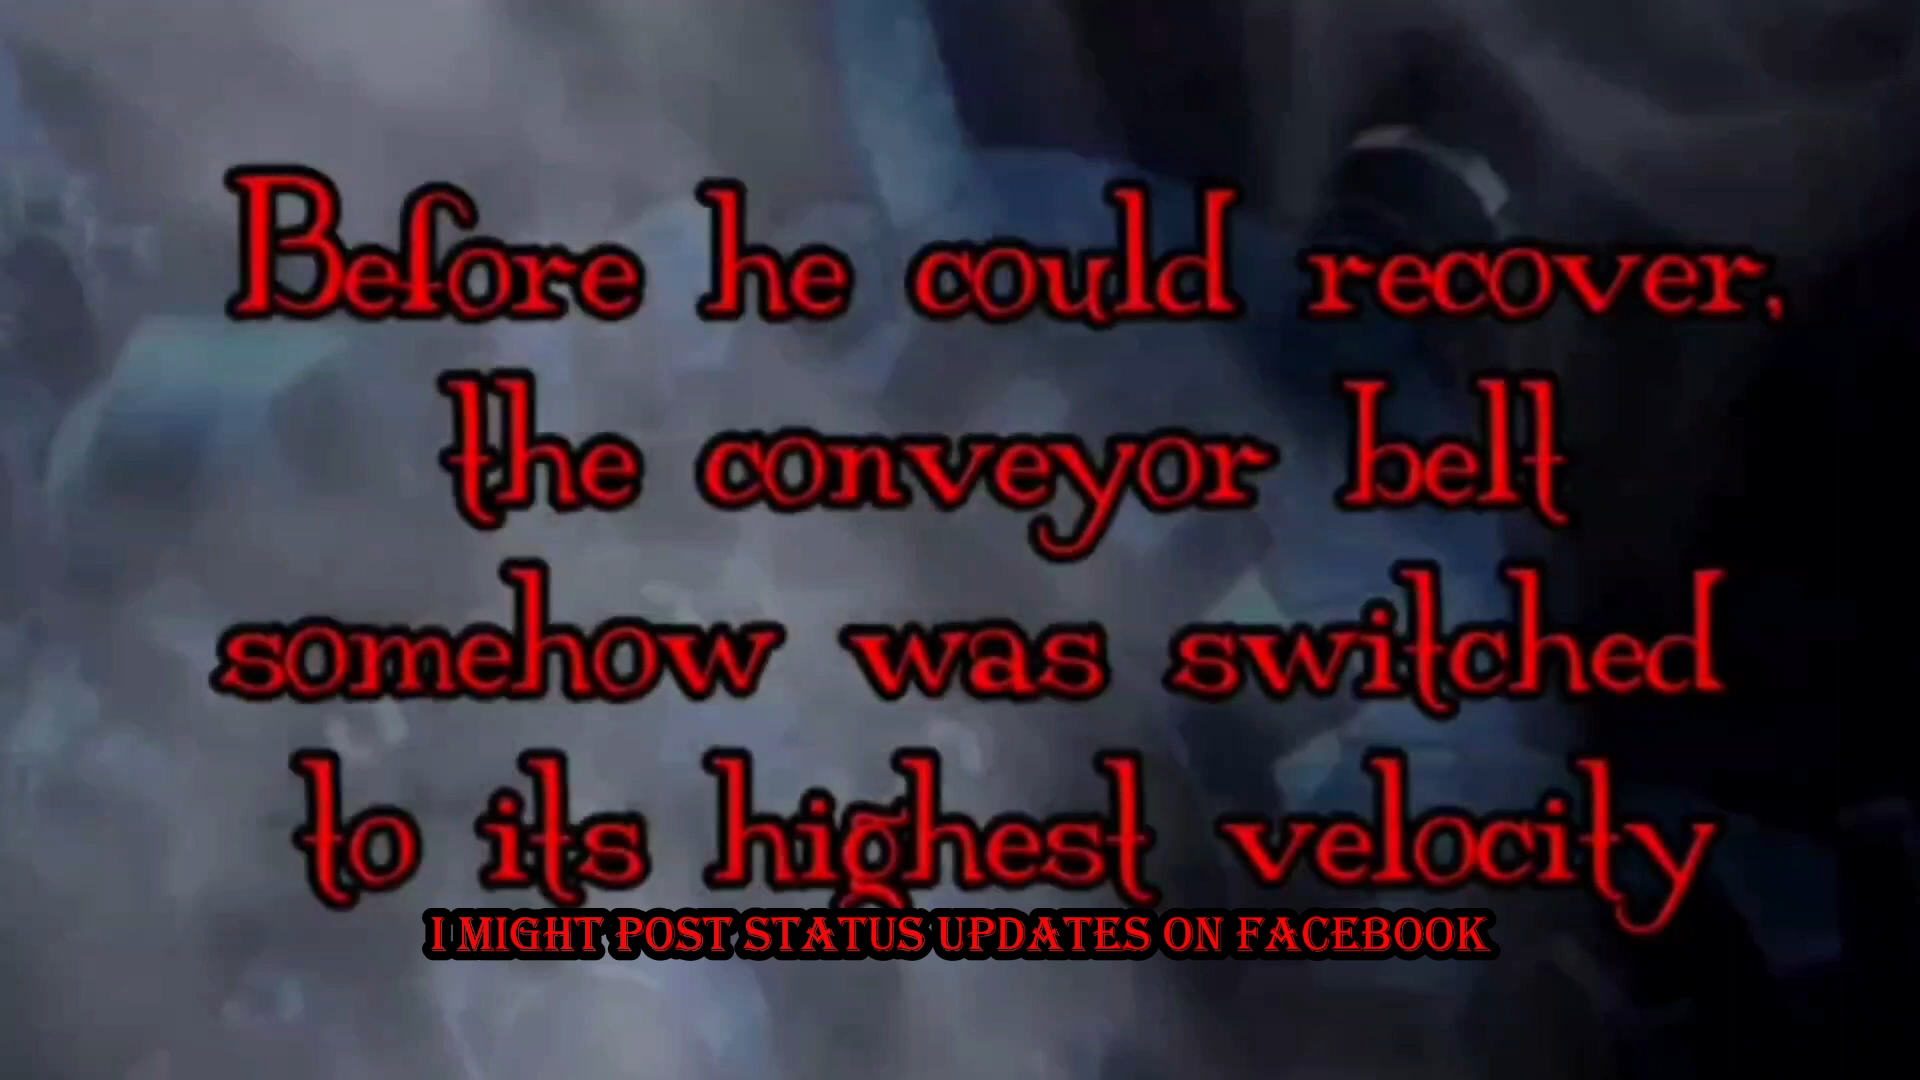 Before he could recover,
the conveyor belt
somehow was switched
to its highest velocity
I MIGHT POST STATUS UPDATES ON FACEBOOK